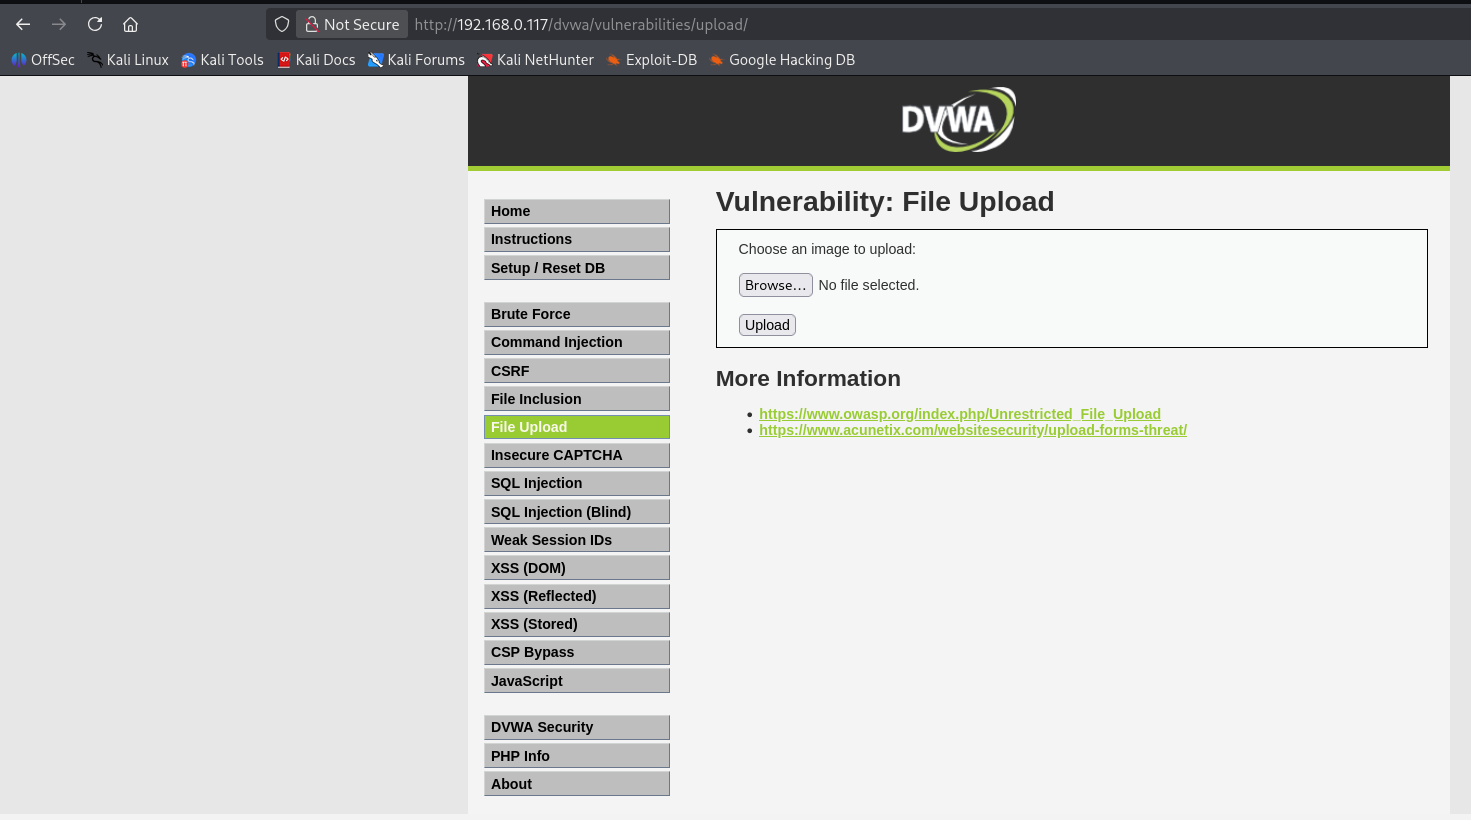 Not Secure http://192.168.0.117/dvwa/vulnerabilities/upload/
OffSec Kali Linux Kali Tools Kali Docs Kali Forums Kali NetHunter Exploit-DB Google Hacking DB
DVWA
Home
Instructions
Setup / Reset DB
Brute Force
Command Injection
CSRF
File Inclusion
File Upload
Insecure CAPTCHA
SQL Injection
SQL Injection (Blind)
Weak Session IDs
XSS (DOM)
XSS (Reflected)
XSS (Stored)
CSP Bypass
JavaScript
DVWA Security
PHP Info
About
Vulnerability: File Upload
Choose an image to upload:
Browse... No file selected.
Upload
More Information
• https://www.owasp.org/index.php/Unrestricted_File_Upload
• https://www.acunetix.com/websitesecurity/upload-forms-threat/